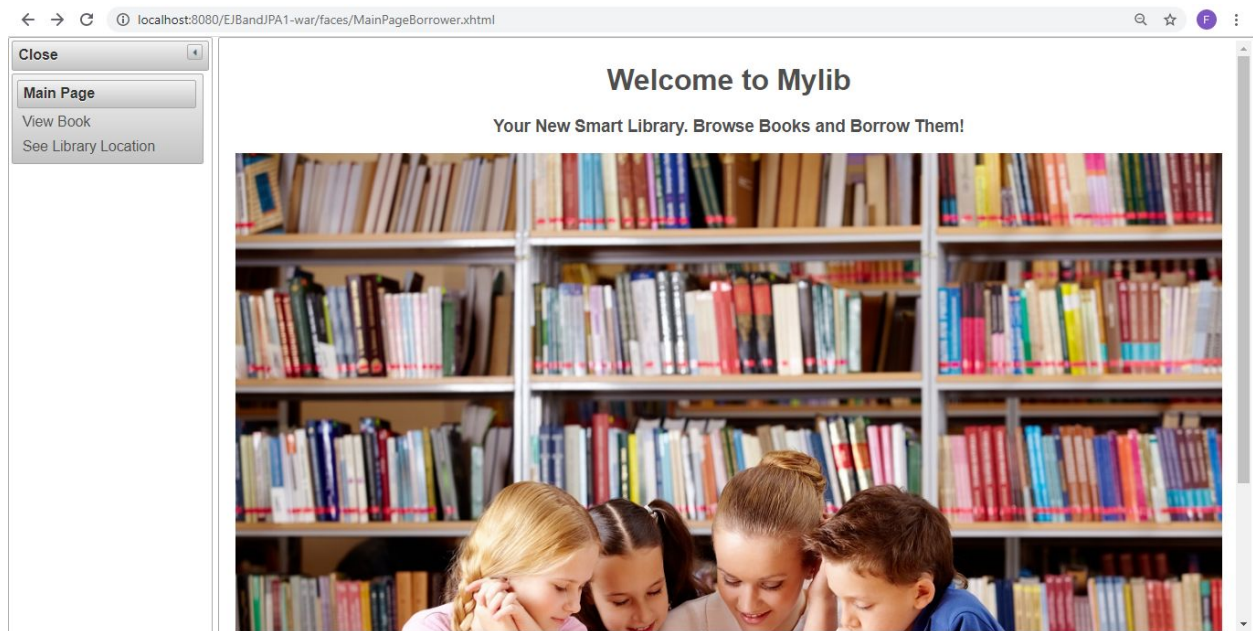 localhost:8080/EJBandJPA1-war/faces/MainPageBorrower.xhtml
F
Close
Main Page
View Book
See Library Location
Welcome to Mylib
Your New Smart Library. Browse Books and Borrow Them!